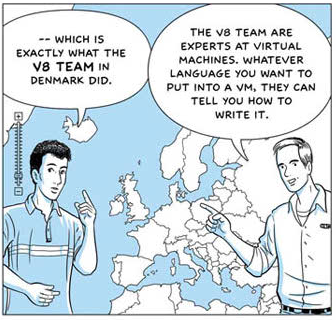 -- WHICH IS
EXACTLY WHAT THE
V8 TEAM IN
DENMARK DID.
THE V8 TEAM ARE
EXPERTS AT VIRTUAL
MACHINES. WHATEVER
LANGUAGE YOU WANT TO
PUT INTO A VM, THEY CAN
TELL YOU HOW TO
WRITE IT.